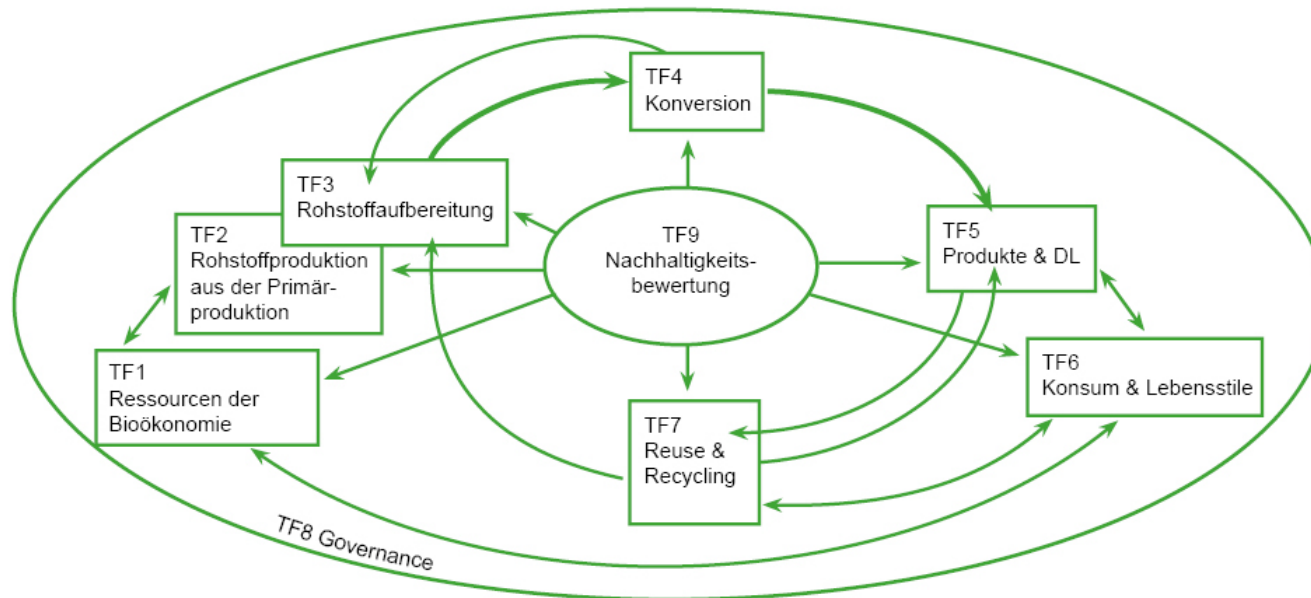 TF4
Konversion
TF3
Rohstoffaufbereitung
TF2
Rohstoffproduktion
aus der Primär-
produktion
TF1
Ressourcen der
Bioökonomie
TF9
Nachhaltigkeits-
bewertung
TF5
Produkte & DL
TF6
Konsum & Lebensstile
TF7
Reuse &
Recycling
TF8 Governance